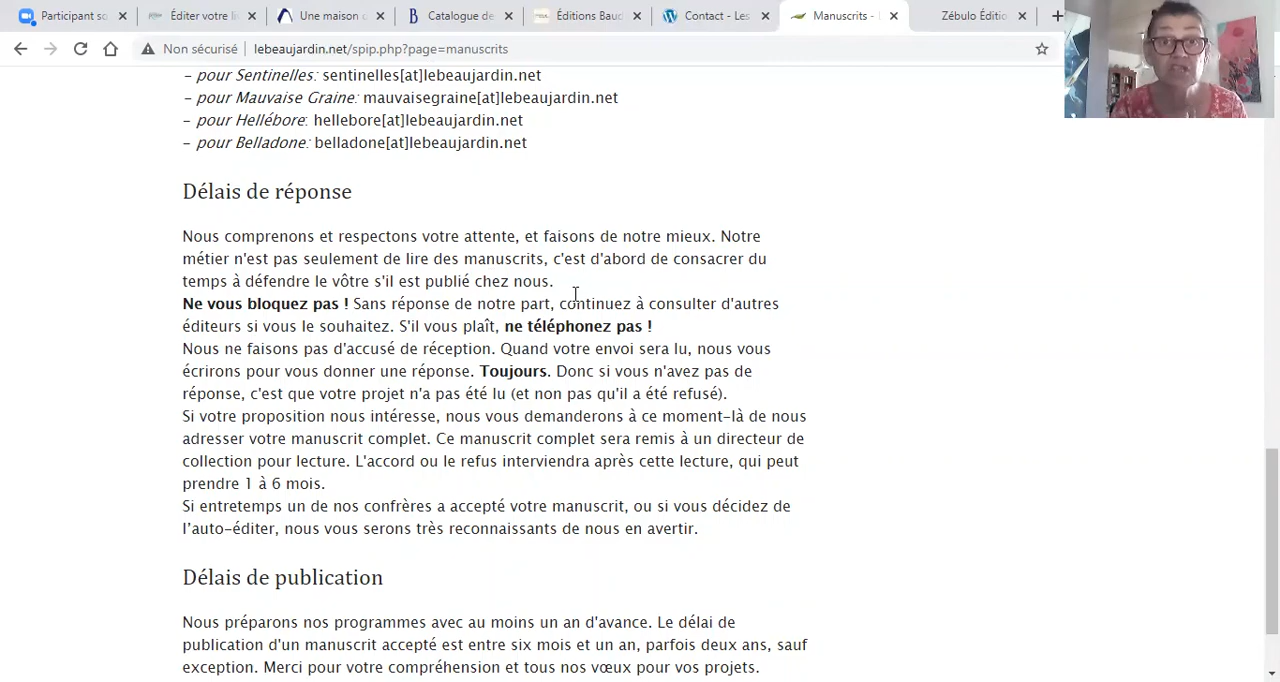 Participant so
Éditer votre li
Une maison d
Catalogue de
Éditions Baud
Contact - Les
Manuscrits -
Zébulo Éditio
Non sécurisé
lebeaujardin.net/spip.php?page=manuscrits
– pour Sentinelles: sentinelles[at]lebeaujardin.net
– pour Mauvaise Graine: mauvaisegraine[at]lebeaujardin.net
– pour Hellébore: hellebore[at]lebeaujardin.net
– pour Belladone: belladone[at]lebeaujardin.net
Délais de réponse
Nous comprenons et respectons votre attente, et faisons de notre mieux. Notre
métier n'est pas seulement de lire des manuscrits, c'est d'abord de consacrer du
temps à défendre le vôtre s'il est publié chez nous.
Ne vous bloquez pas ! Sans réponse de notre part, continuez à consulter d'autres
éditeurs si vous le souhaitez. S'il vous plaît, ne téléphonez pas !
Nous ne faisons pas d'accusé de réception. Quand votre envoi sera lu, nous vous
écrirons pour vous donner une réponse. Toujours. Donc si vous n'avez pas de
réponse, c'est que votre projet n'a pas été lu (et non pas qu'il a été refusé).
Si votre proposition nous intéresse, nous vous demanderons à ce moment-là de nous
adresser votre manuscrit complet. Ce manuscrit complet sera remis à un directeur de
collection pour lecture. L'accord ou le refus interviendra après cette lecture, qui peut
prendre 1 à 6 mois.
Si entretemps un de nos confrères a accepté votre manuscrit, ou si vous décidez de
l'auto-éditer, nous vous serons très reconnaissants de nous en avertir.
Délais de publication
Nous préparons nos programmes avec au moins un an d'avance. Le délai de
publication d'un manuscrit accepté est entre six mois et un an, parfois deux ans, sauf
exception. Merci pour votre compréhension et tous nos vœux pour vos projets.